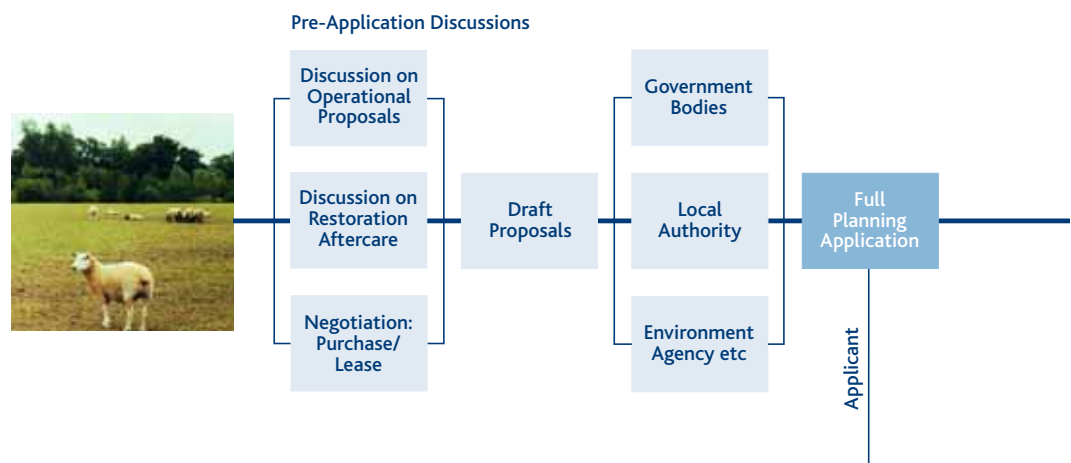 Pre-Application Discussions
Discussion on
Operational
Proposals
Discussion on
Restoration
Aftercare
Negotiation:
Purchase/
Lease
Draft
Proposals
Government
Bodies
Local
Authority
Environment
Agency etc
Full
Planning
Application
Applicant